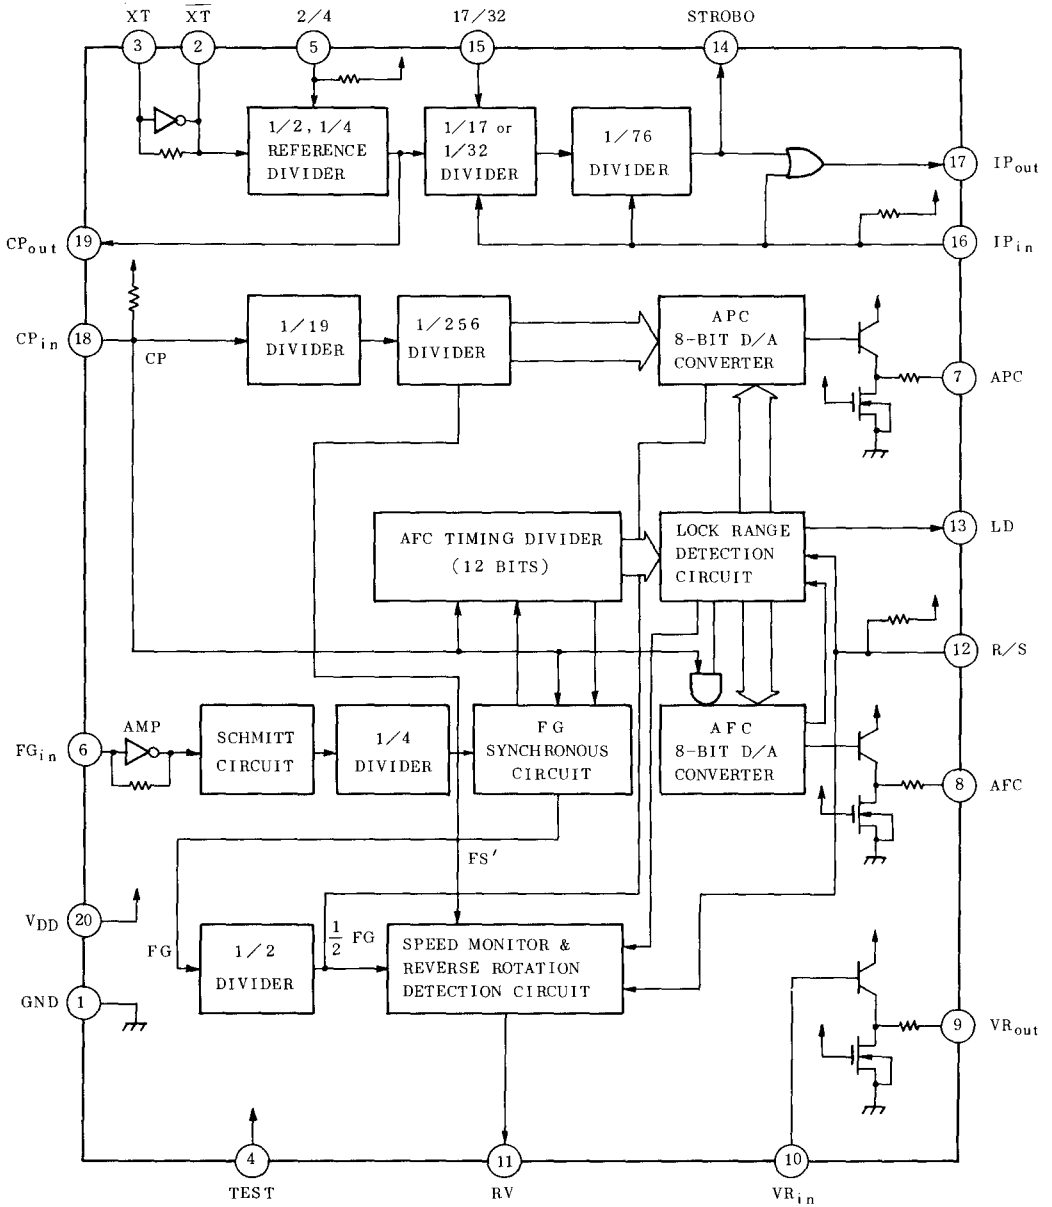 XT
XT
2/4
17/32
STROBO
3
2
5
15
14
1/2, 1/4
REFERENCE
DIVIDER
1/17 or
1/32
DIVIDER
1/76
DIVIDER
17
IPout
19
CPout
16
IPin
18
CPin
CP
1/19
DIVIDER
1/256
DIVIDER
APC
8-BIT D/A
CONVERTER
7
APC
AFC TIMING DIVIDER
(12 BITS)
LOCK RANGE
DETECTION
CIRCUIT
13
LD
12
R/S
6
FGin
AMP
SCHMITT
CIRCUIT
1/4
DIVIDER
FG
SYNCHRONOUS
CIRCUIT
AFC
8-BIT D/A
CONVERTER
8
AFC
FS'
20
VDD
FG
1/2
DIVIDER
1/2 FG
SPEED MONITOR &
REVERSE ROTATION
DETECTION CIRCUIT
1
GND
9
VRout
4
11
10
TEST
RV
VRin